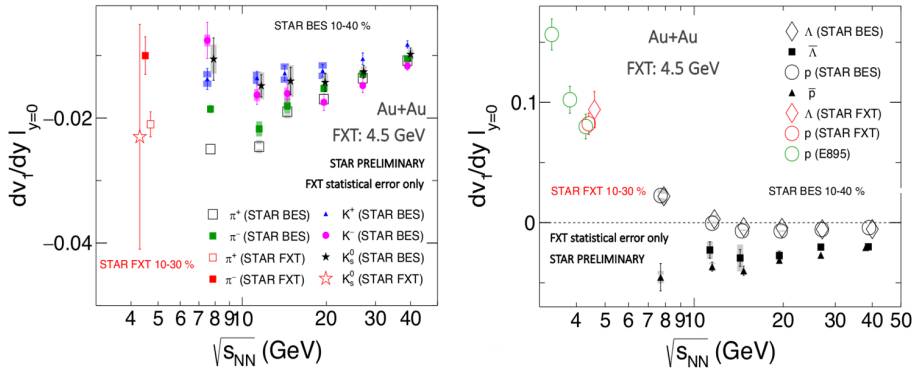 STAR BES 10-40 %
Au+Au
FXT: 4.5 GeV
STAR PRELIMINARY
FXT statistical error only
STAR FXT 10-30 %
π⁺ (STAR BES)
π⁻ (STAR BES)
π⁺ (STAR FXT)
π⁻ (STAR FXT)
K⁺ (STAR BES)
K⁻ (STAR BES)
K⁰ₛ (STAR BES)
K⁰ₛ (STAR FXT)
dv₁/dy |y=0
−0.02
−0.04
4 5 6 7 8 10 20 30 40
√sNN (GeV)
Au+Au
FXT: 4.5 GeV
Λ (STAR BES)
Λ̅
p (STAR BES)
p̅
Λ (STAR FXT)
p (STAR FXT)
p (E895)
STAR FXT 10-30 %
STAR BES 10-40 %
FXT statistical error only
STAR PRELIMINARY
dv₁/dy |y=0
0.1
0
4 5 6 7 8 910 20 30 40 50
√sNN (GeV)